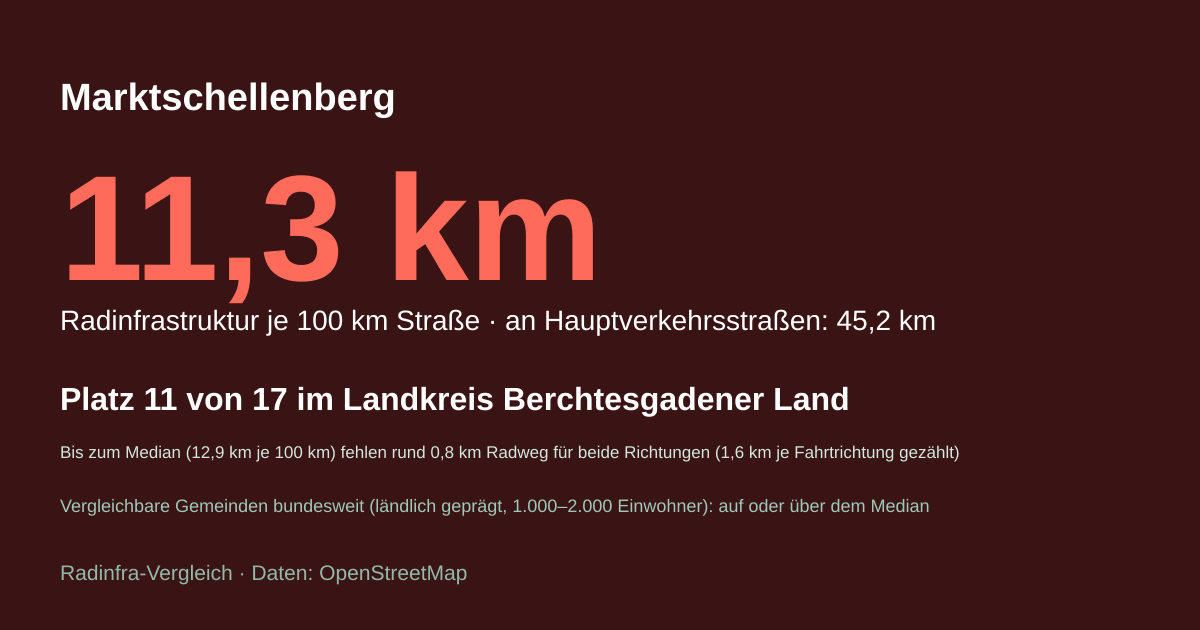 Marktschellenberg
11,3 km
Radinfrastruktur je 100 km Straße · an Hauptverkehrsstraßen: 45,2 km
Platz 11 von 17 im Landkreis Berchtesgadener Land
Bis zum Median (12,9 km je 100 km) fehlen rund 0,8 km Radweg für beide Richtungen (1,6 km je Fahrtrichtung gezählt)
Vergleichbare Gemeinden bundesweit (ländlich geprägt, 1.000–2.000 Einwohner): auf oder über dem Median
Radinfra-Vergleich · Daten: OpenStreetMap